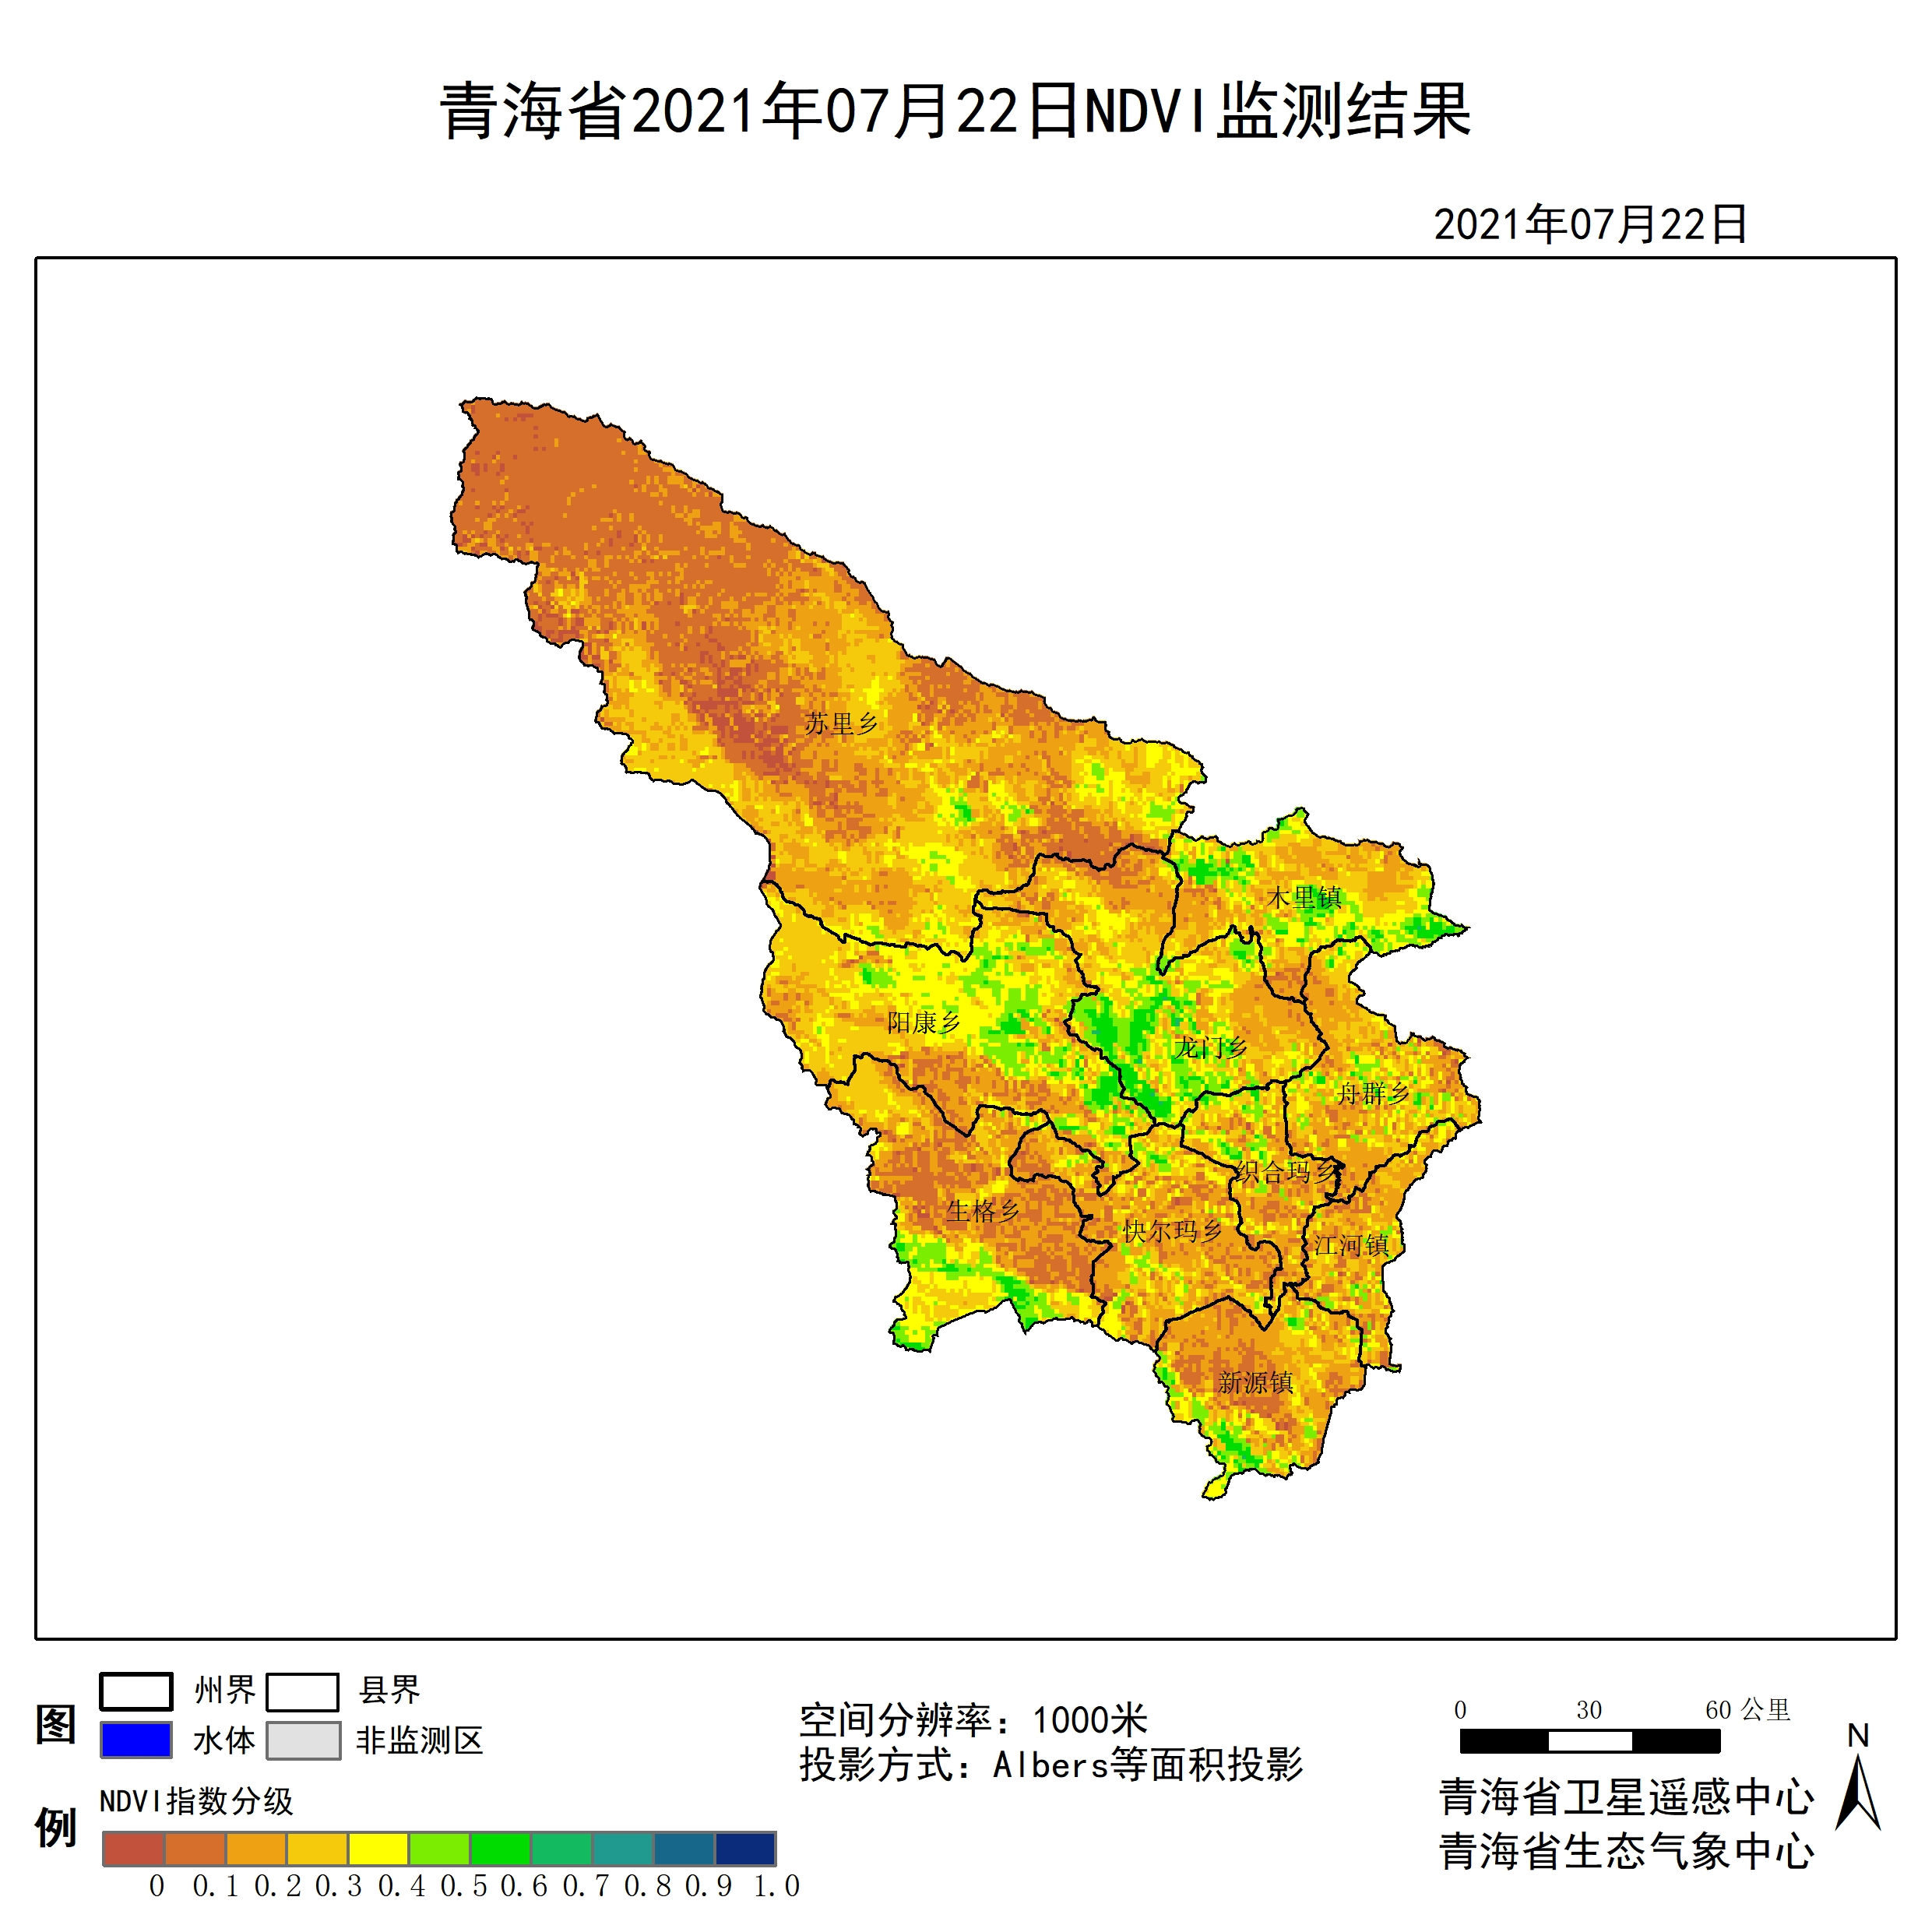 青海省2021年07月22日NDVI监测结果
2021年07月22日
苏里乡
木里镇
阳康乡
龙门乡
舟群乡
织合玛乡
生格乡
快尔玛乡
江河镇
新源镇
图例
州界
县界
水体
非监测区
NDVI指数分级
0 0.1 0.2 0.3 0.4 0.5 0.6 0.7 0.8 0.9 1.0
空间分辨率：1000米
投影方式：Albers等面积投影
0 30 60 公里
N
青海省卫星遥感中心
青海省生态气象中心